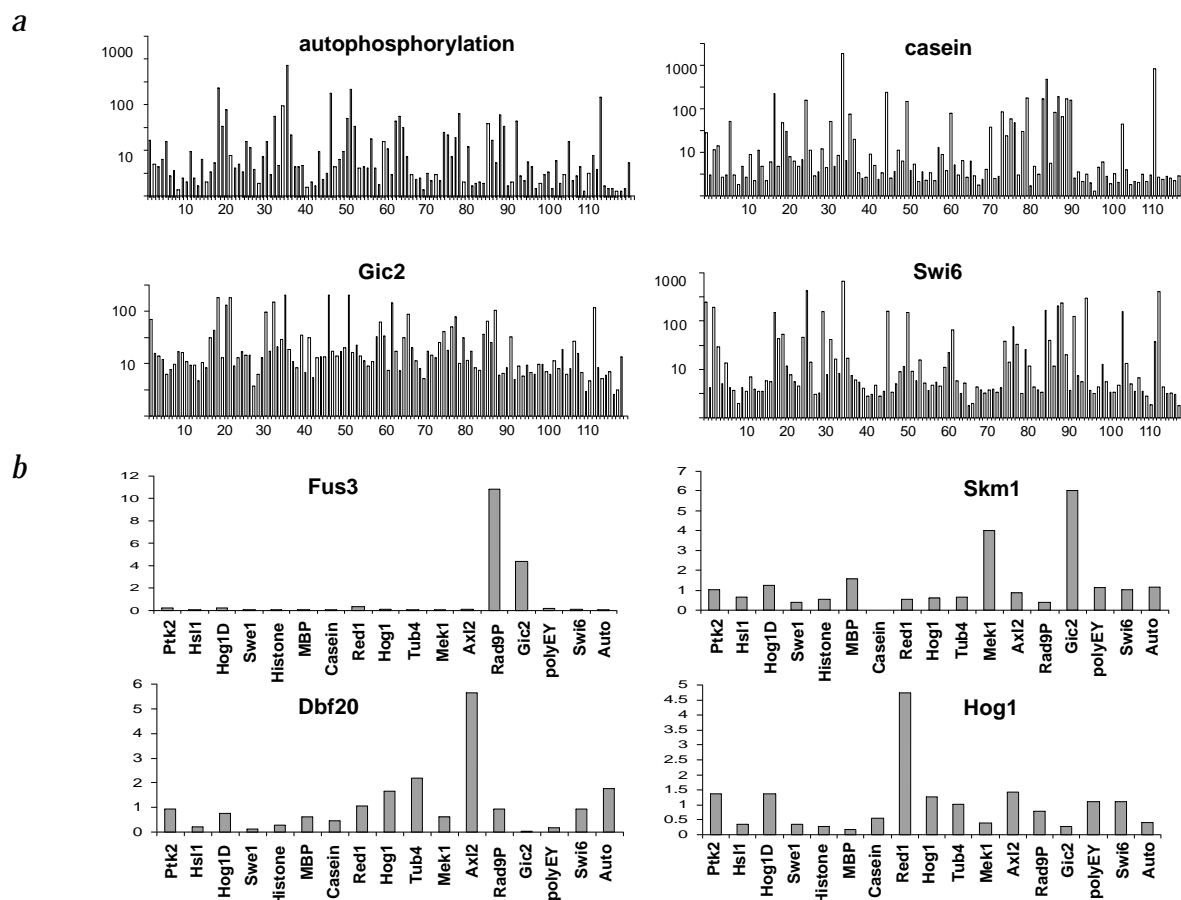 a
autophosphorylation
1000
100
10
10 20 30 40 50 60 70 80 90 100 110
casein
1000
100
10
10 20 30 40 50 60 70 80 90 100 110
Gic2
100
10
10 20 30 40 50 60 70 80 90 100 110
Swi6
1000
100
10
10 20 30 40 50 60 70 80 90 100 110
b
Fus3
12
10
8
6
4
2
0
Ptk2 Hsl1 Hog1D Swe1 Histone MBP Casein Red1 Hog1 Tub4 Mek1 Axl2 Rad9P Gic2 polyEY Swi6 Auto
Skm1
7
6
5
4
3
2
1
0
Ptk2 Hsl1 Hog1D Swe1 Histone MBP Casein Red1 Hog1 Tub4 Mek1 Axl2 Rad9P Gic2 polyEY Swi6 Auto
Dbf20
6
5
4
3
2
1
0
Ptk2 Hsl1 Hog1D Swe1 Histone MBP Casein Red1 Hog1 Tub4 Mek1 Axl2 Rad9P Gic2 polyEY Swi6 Auto
Hog1
5
4.5
4
3.5
3
2.5
2
1.5
1
0.5
0
Ptk2 Hsl1 Hog1D Swe1 Histone MBP Casein Red1 Hog1 Tub4 Mek1 Axl2 Rad9P Gic2 polyEY Swi6 Auto